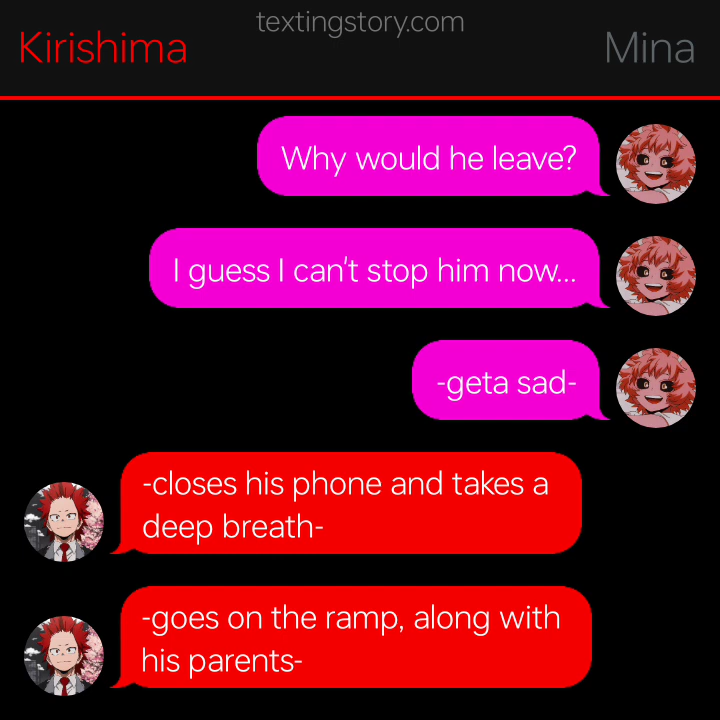 textingstory.com
Kirishima
Mina
Why would he leave?
I guess I can't stop him now...
-geta sad-
-closes his phone and takes a
deep breath-
-goes on the ramp, along with
his parents-